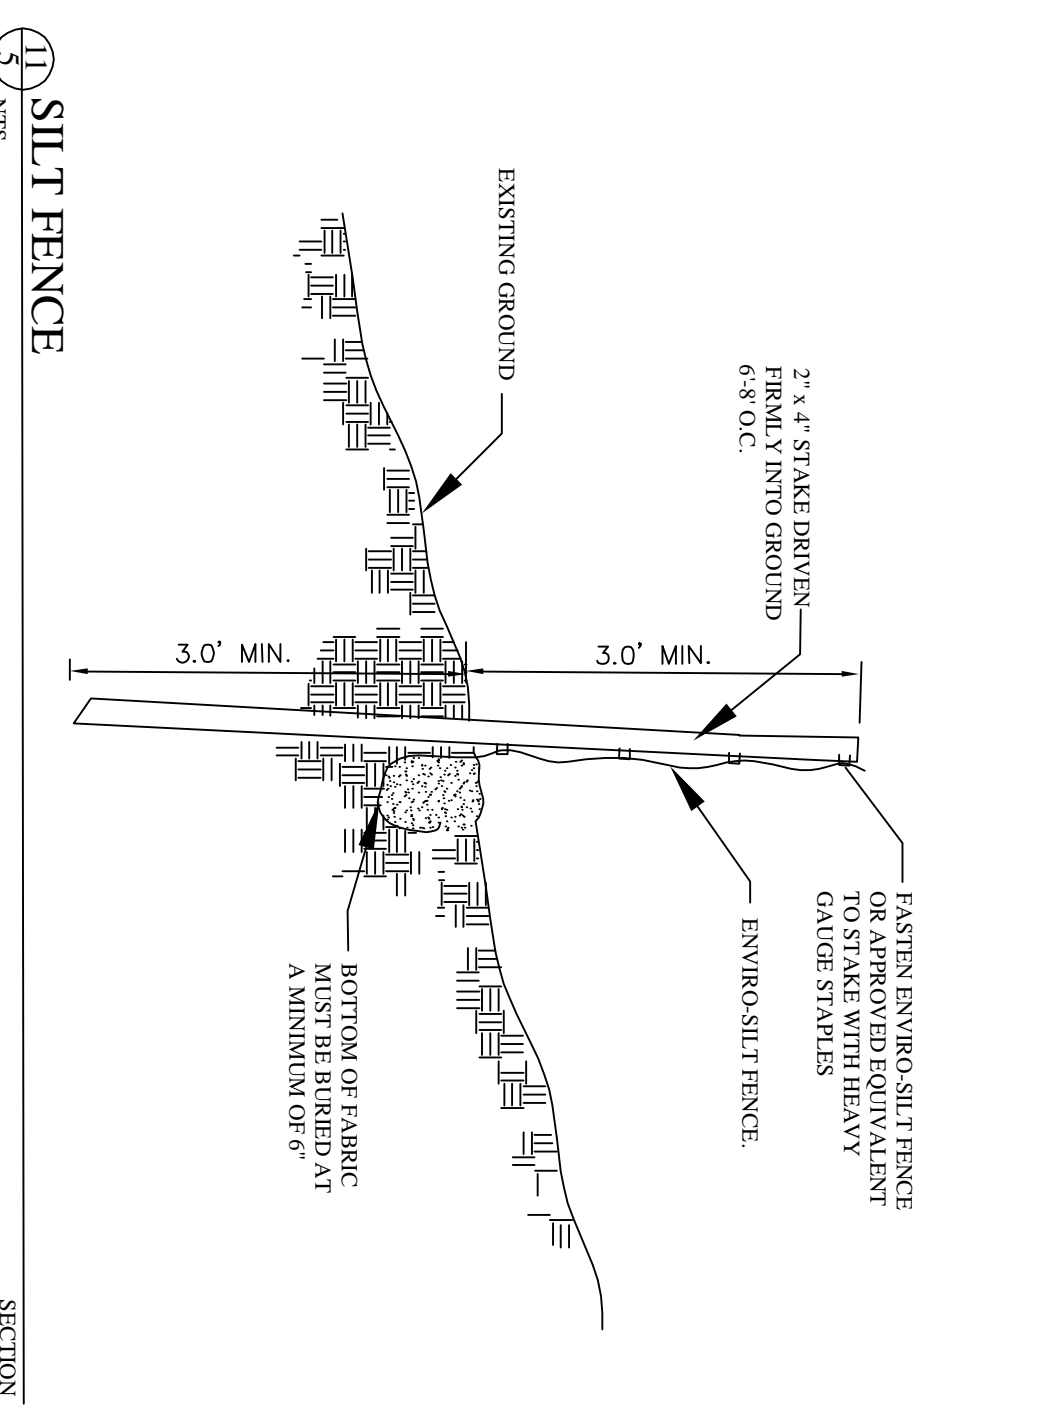 2" x 4" STAKE DRIVEN
FIRMLY INTO GROUND
6'-8' O.C.
FASTEN ENVIRO-SILT FENCE
OR APPROVED EQUIVALENT
TO STAKE WITH HEAVY
GAUGE STAPLES
ENVIRO-SILT FENCE.
3.0' MIN.
EXISTING GROUND
3.0' MIN.
BOTTOM OF FABRIC
MUST BE BURIED AT
A MINIMUM OF 6"
11
SILT FENCE
5
NTS
SECTION